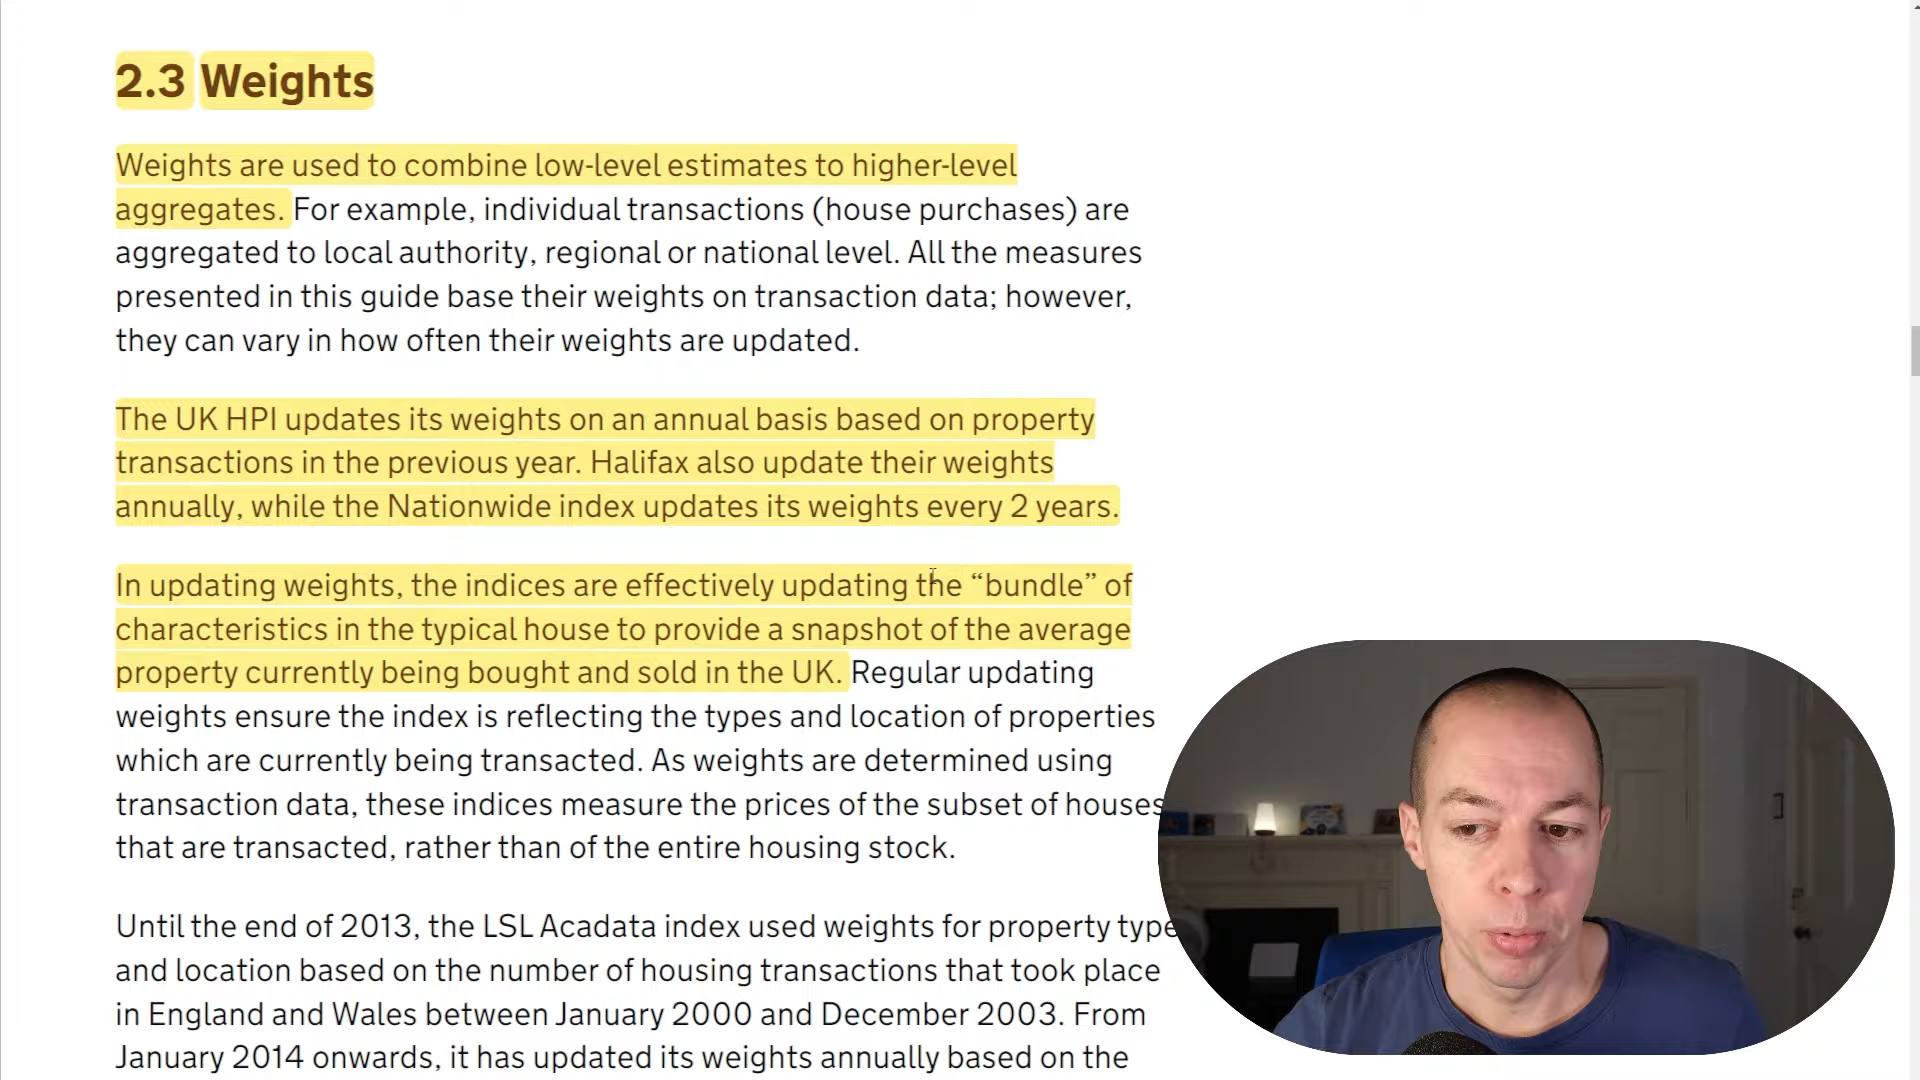 2.3 Weights
Weights are used to combine low-level estimates to higher-level
aggregates. For example, individual transactions (house purchases) are
aggregated to local authority, regional or national level. All the measures
presented in this guide base their weights on transaction data; however,
they can vary in how often their weights are updated.
The UK HPI updates its weights on an annual basis based on property
transactions in the previous year. Halifax also update their weights
annually, while the Nationwide index updates its weights every 2 years.
In updating weights, the indices are effectively updating the “bundle” of
characteristics in the typical house to provide a snapshot of the average
property currently being bought and sold in the UK. Regular updating
weights ensure the index is reflecting the types and location of properties
which are currently being transacted. As weights are determined using
transaction data, these indices measure the prices of the subset of houses
that are transacted, rather than of the entire housing stock.
Until the end of 2013, the LSL Acadata index used weights for property type
and location based on the number of housing transactions that took place
in England and Wales between January 2000 and December 2003. From
January 2014 onwards, it has updated its weights annually based on the